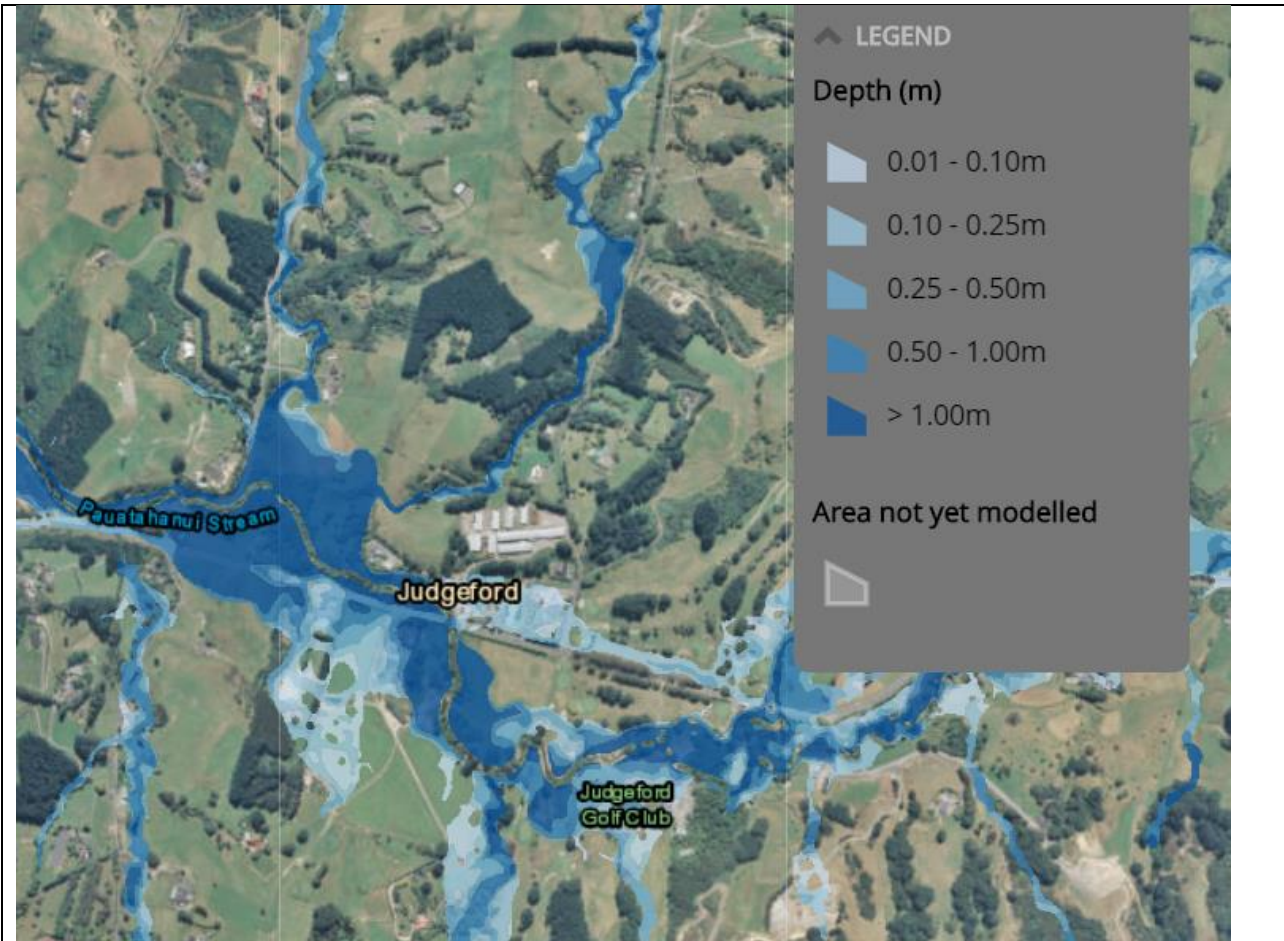 LEGEND
Depth (m)
0.01 - 0.10m
0.10 - 0.25m
0.25 - 0.50m
0.50 - 1.00m
> 1.00m
Area not yet modelled
Pauatahanui Stream
Judgeford
Judgeford
Golf Club